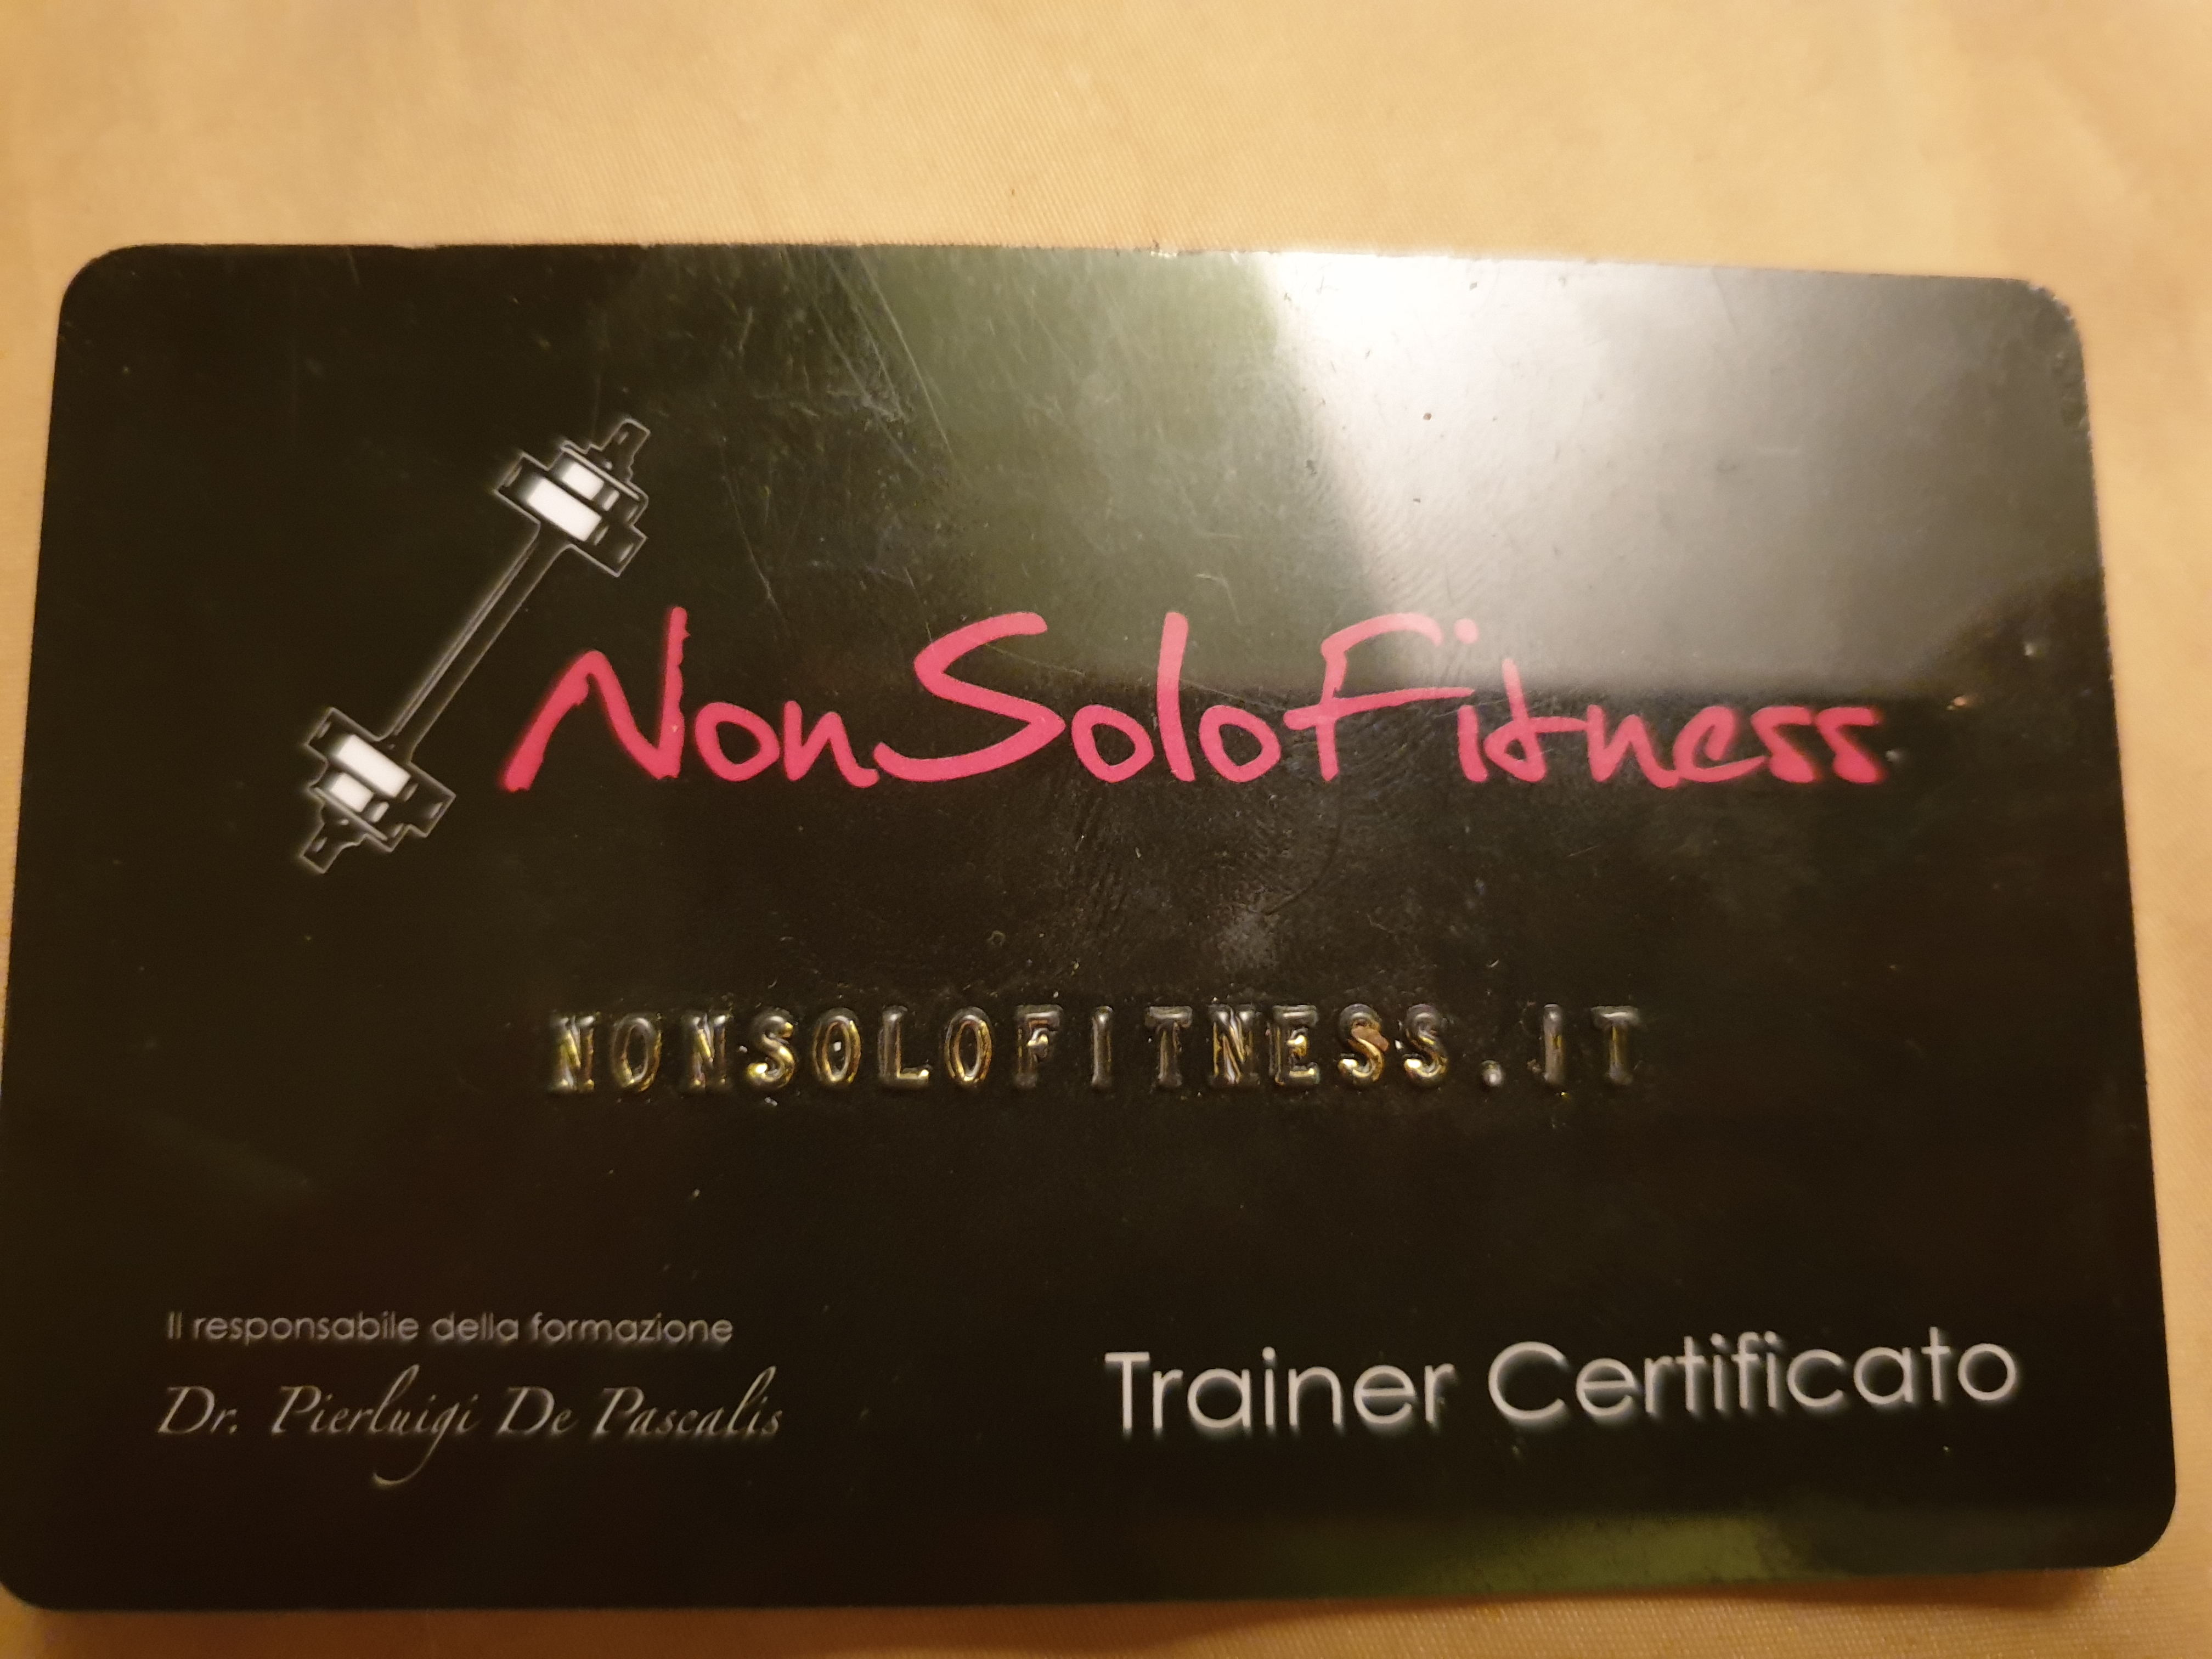 NonSoloFitness
NONSOLOFITNESS.IT
Il responsabile della formazione
Dr. Pierluigi De Pascalis
Trainer Certificato